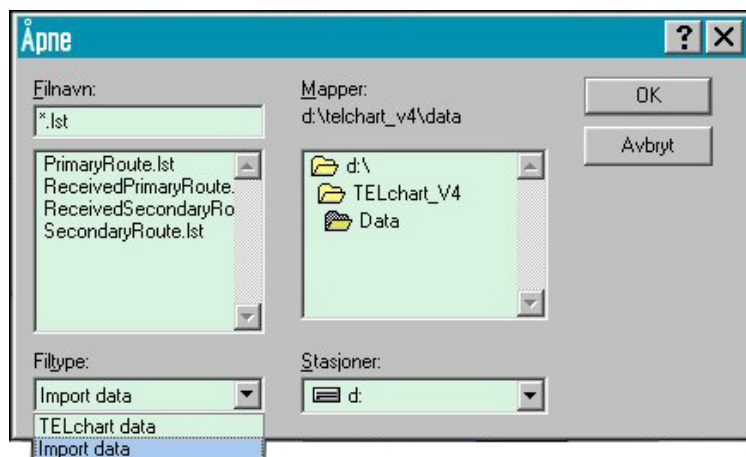 Åpne
Filnavn:
*.lst
PrimaryRoute.lst
ReceivedPrimaryRoute.
ReceivedSecondaryRo
SecondaryRoute.lst
Filtype:
Import data
TELchart data
Import data
Mapper:
d:\telchart_v4\data
d:\
TELchart_V4
Data
Stasjoner:
d:
OK
Avbryt